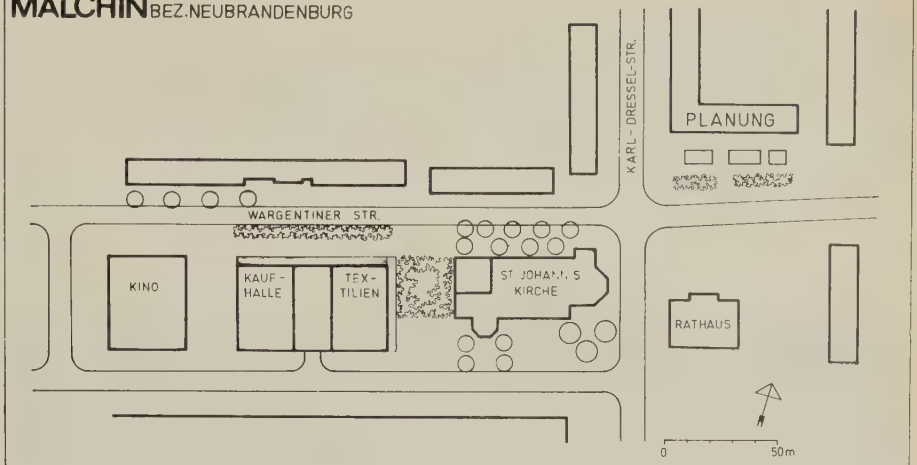 MALCHIN BEZ.NEUBRANDENBURG
KARL-DRESSEL-STR.
PLANUNG
WARGENTINER STR.
KINO
KAUF-
HALLE
TEX-
TILIEN
ST JOHANNIS
KIRCHE
RATHAUS
0 50m